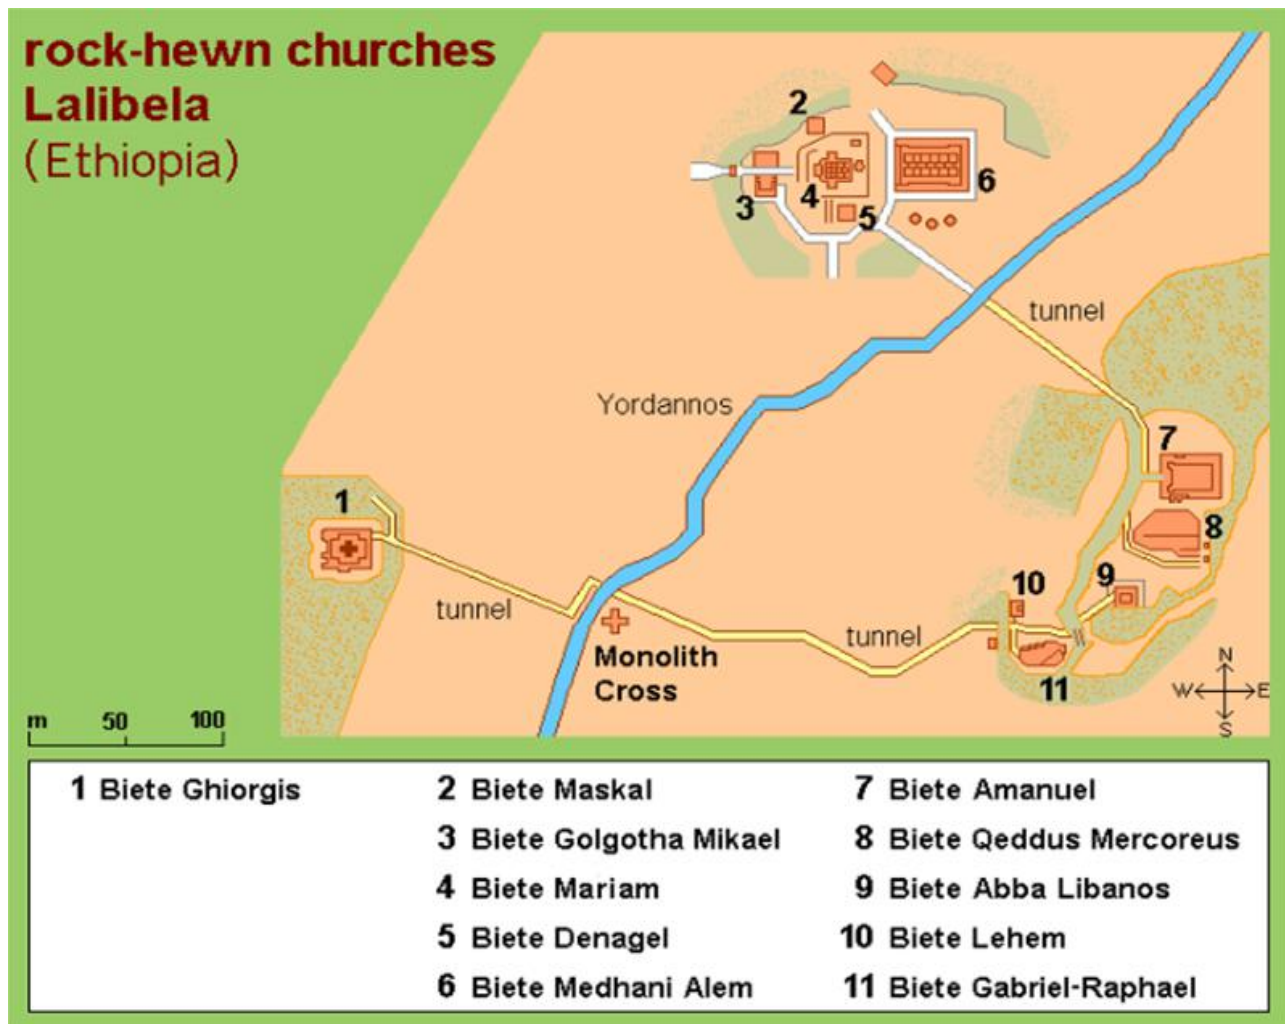 rock-hewn churches
Lalibela
(Ethiopia)
2
6
4
3
5
tunnel
Yordannos
7
1
8
9
10
tunnel
tunnel
Monolith
Cross
11
N
W E
S
m 50 100
1 Biete Ghiorgis
2 Biete Maskal
3 Biete Golgotha Mikael
4 Biete Mariam
5 Biete Denagel
6 Biete Medhani Alem
7 Biete Amanuel
8 Biete Qeddus Mercoreus
9 Biete Abba Libanos
10 Biete Lehem
11 Biete Gabriel-Raphael